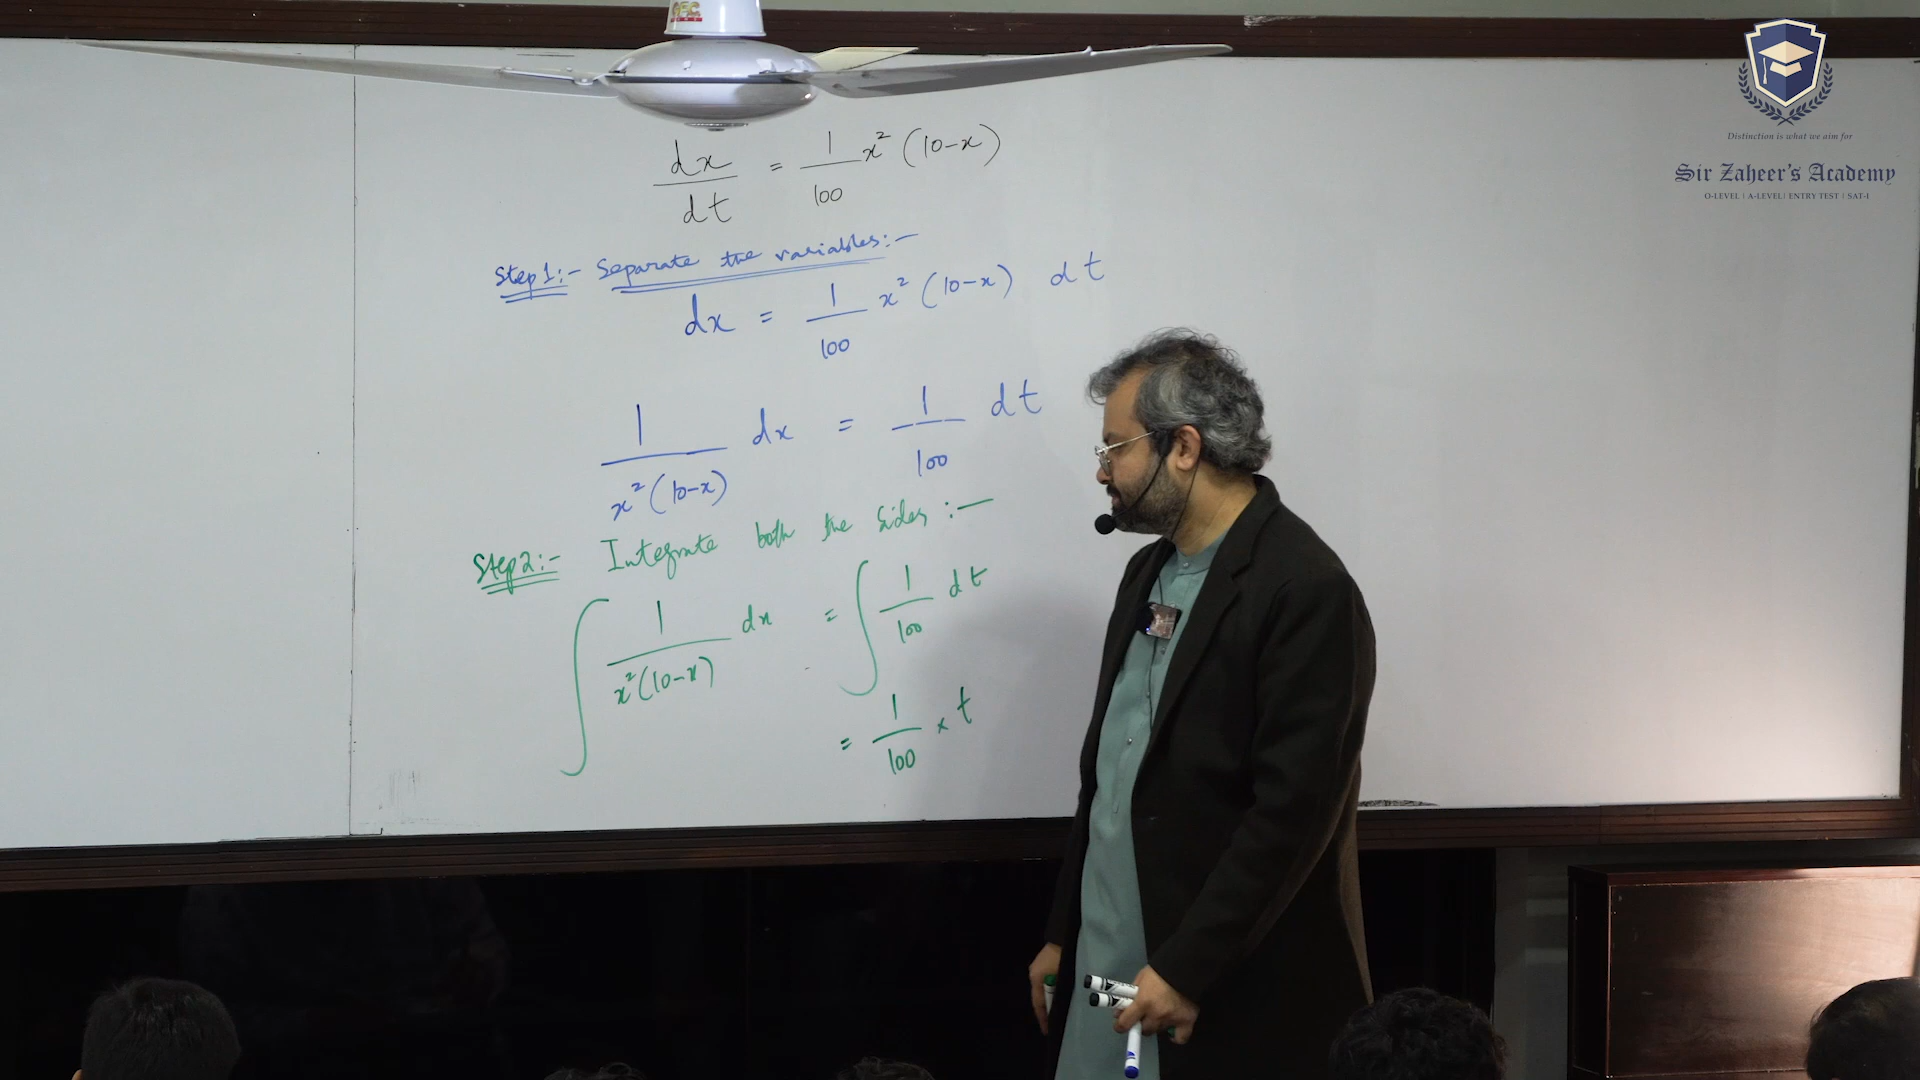 GFC
Distinction is what we aim for
Sir Zaheer's Academy
O-LEVEL | A-LEVEL | ENTRY TEST | SAT-I
dx/dt = 1/100 x² (10-x)
Step 1:- Separate the variables:-
dx = 1/100 x² (10-x) dt
1/x²(10-x) dx = 1/100 dt
Step 2:- Integrate both the sides :-
∫ 1/x²(10-x) dx = ∫ 1/100 dt
= 1/100 × t